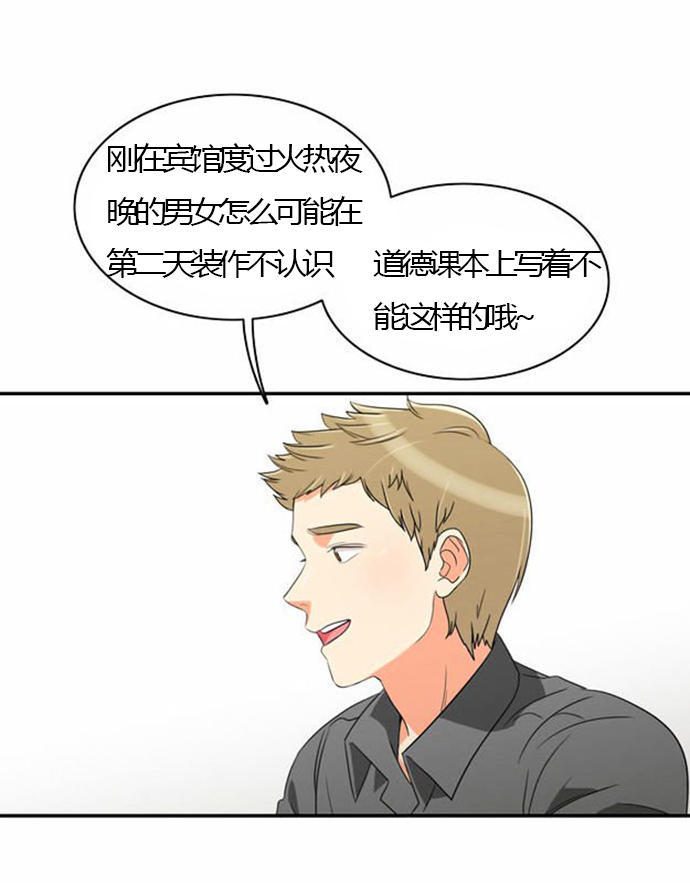 刚在宾馆度过火热夜
晚的男女怎么可能在
第二天装作不认识
道德课本上写着不
能这样的哦~